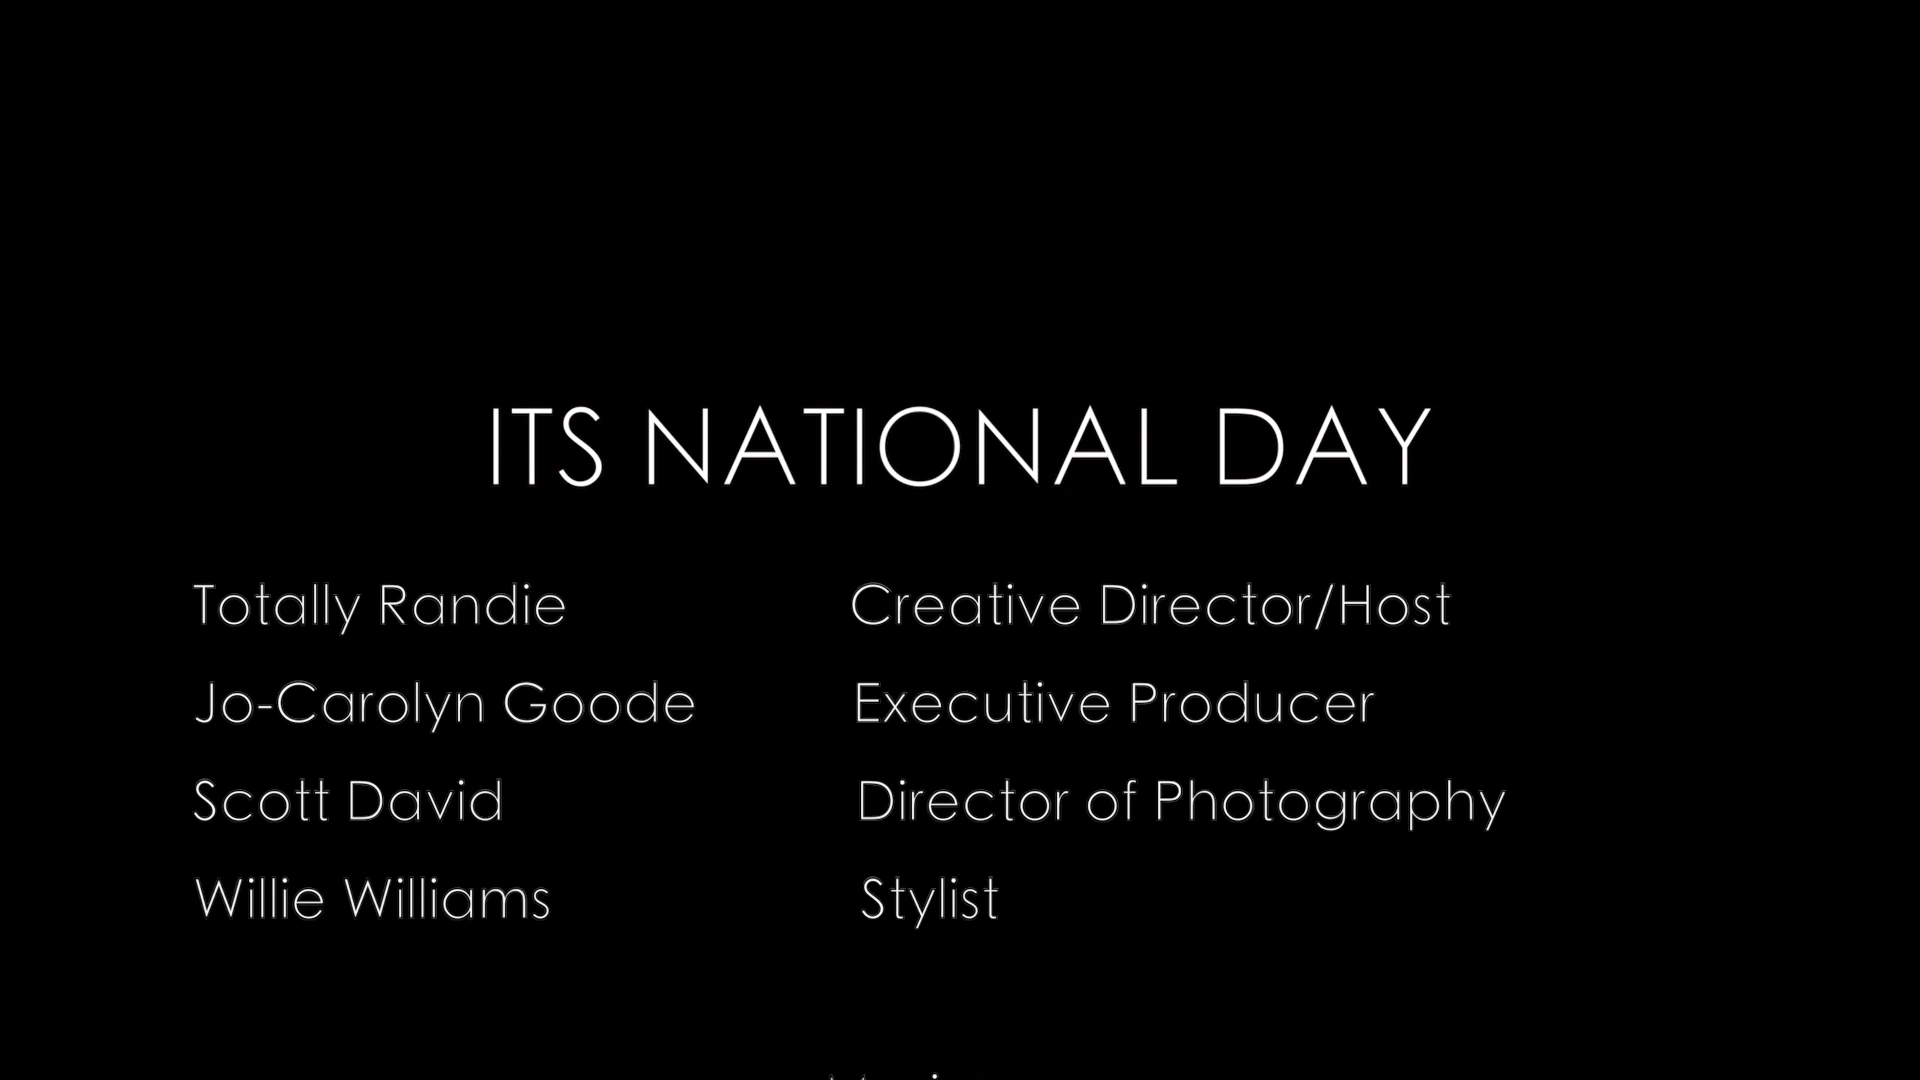 ITS NATIONAL DAY
Totally Randie Creative Director/Host
Jo-Carolyn Goode Executive Producer
Scott David Director of Photography
Willie Williams Stylist